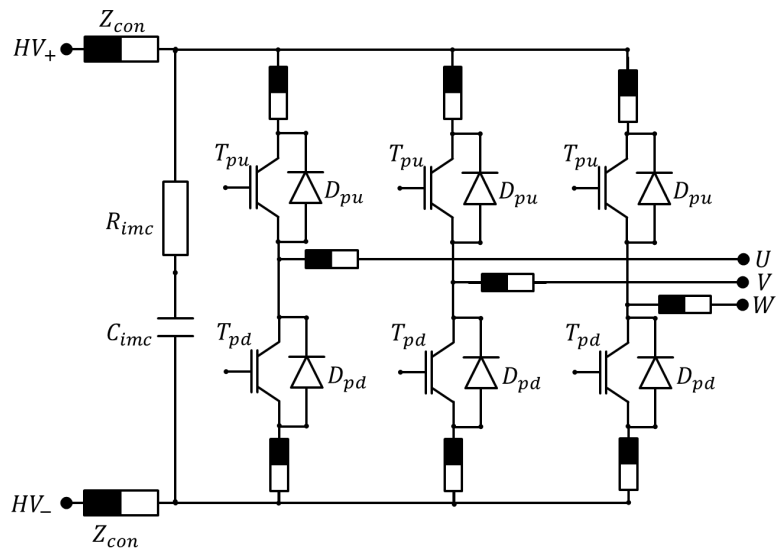 Z_con
HV_+
T_pu
D_pu
T_pu
D_pu
T_pu
D_pu
R_imc
U
V
W
C_imc
T_pd
D_pd
T_pd
D_pd
T_pd
D_pd
HV_−
Z_con